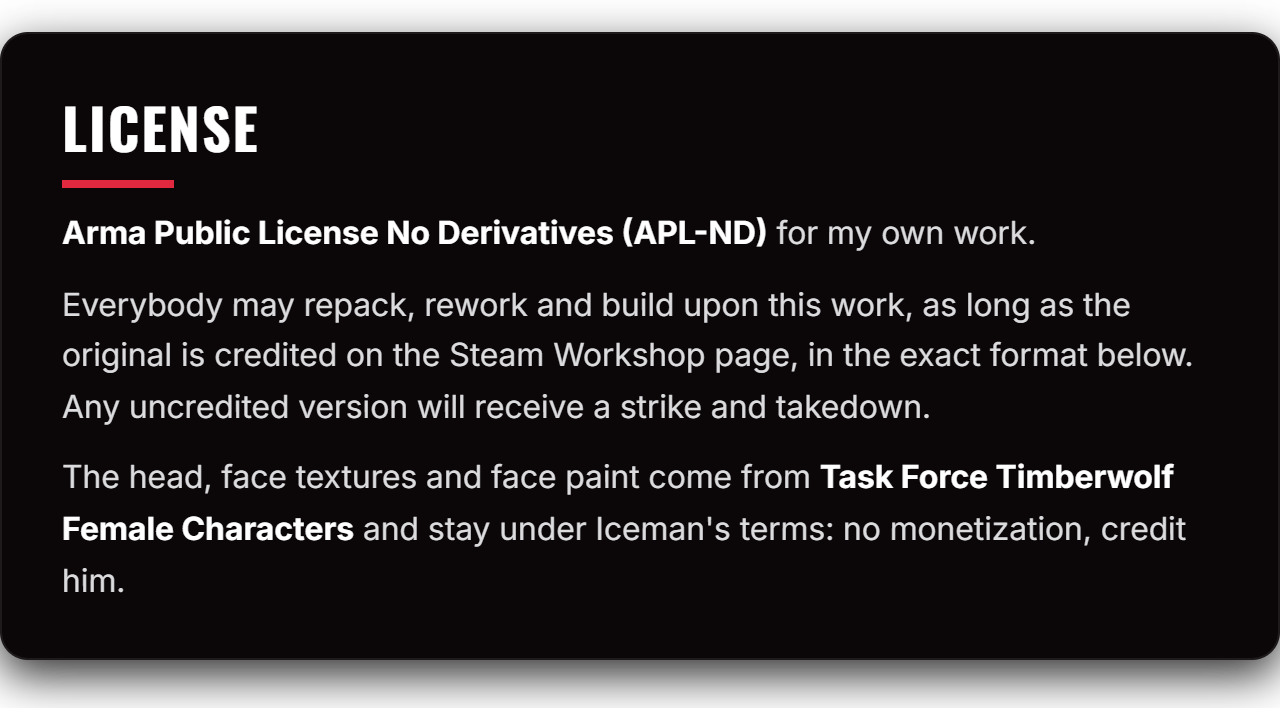 LICENSE
Arma Public License No Derivatives (APL-ND) for my own work.
Everybody may repack, rework and build upon this work, as long as the
original is credited on the Steam Workshop page, in the exact format below.
Any uncredited version will receive a strike and takedown.
The head, face textures and face paint come from Task Force Timberwolf
Female Characters and stay under Iceman's terms: no monetization, credit
him.